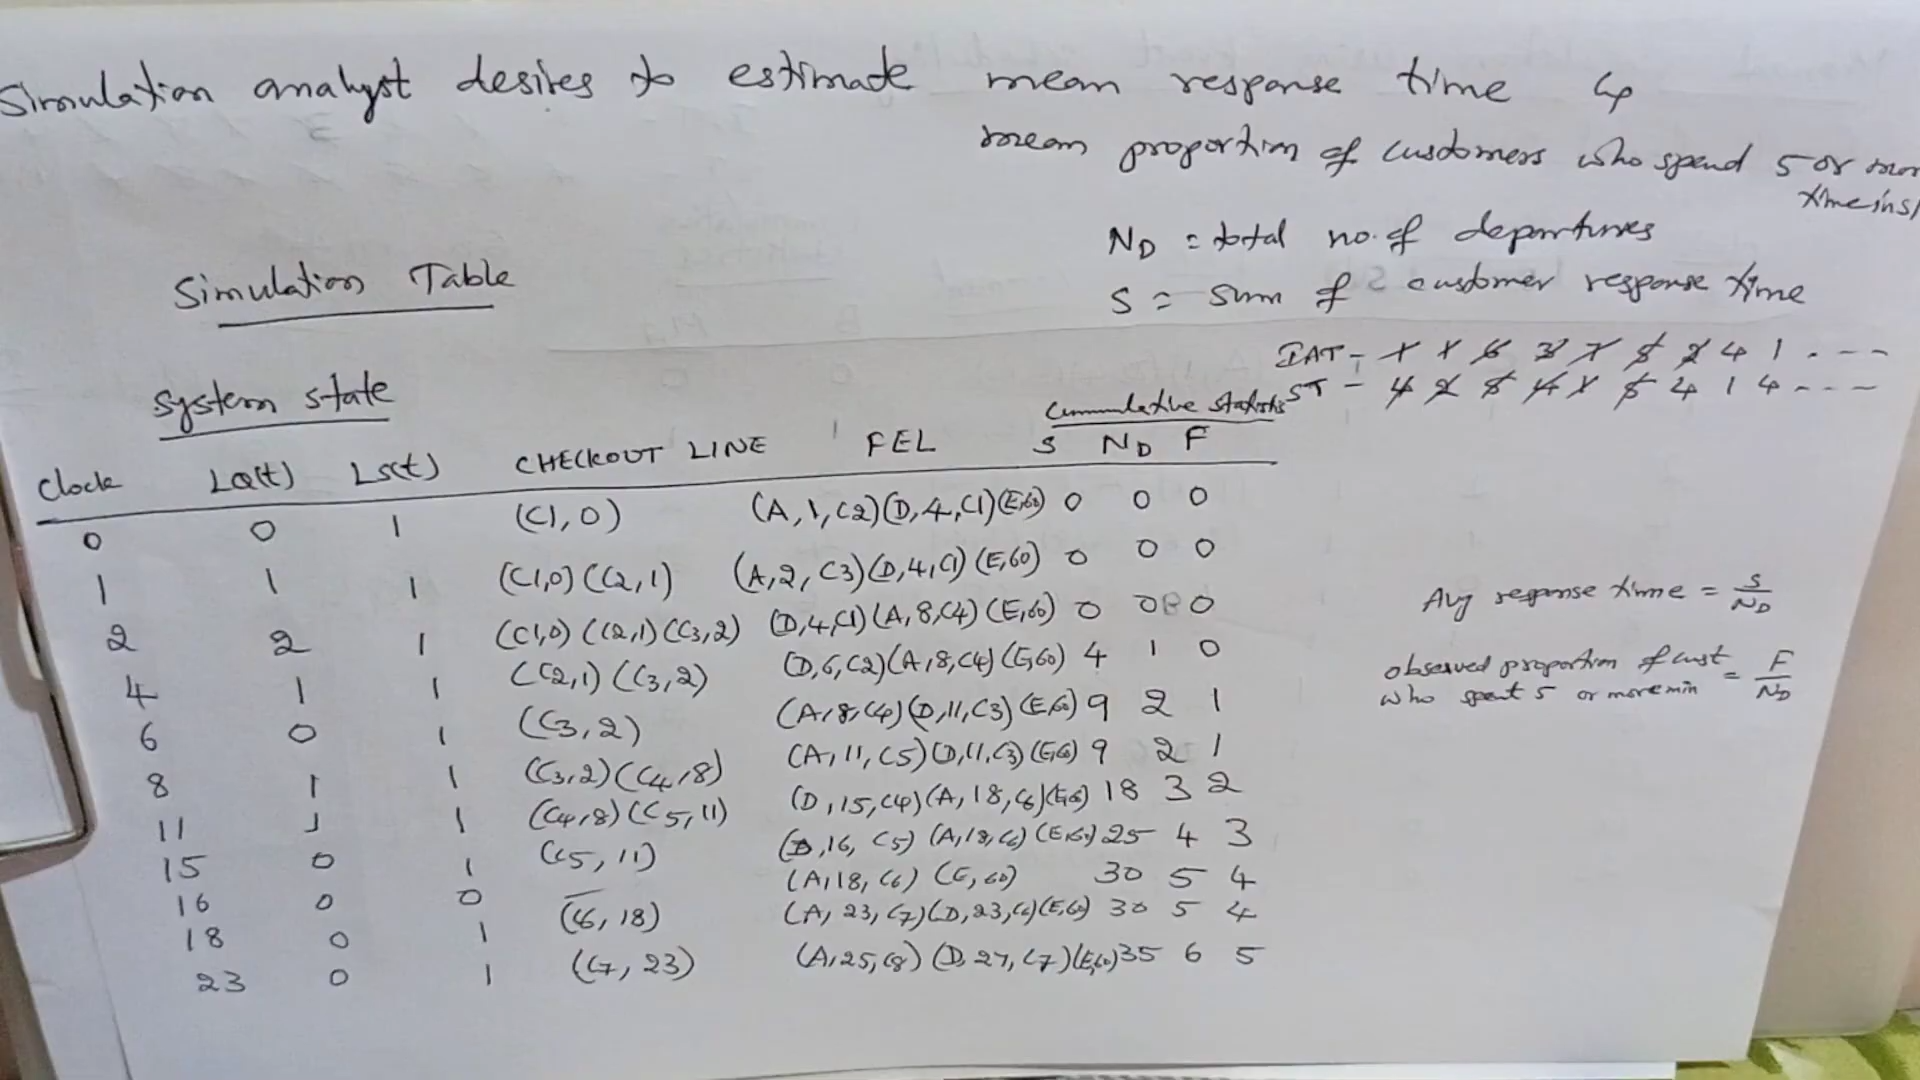 Simulation analyst desires to estimate mean response time &
mean proportion of customers who spend 5 or mor
time in s
ND = total no. of departures
S = sum of customer response time
Simulation Table
IAT - 1 1 6 3 7 5 2 4 1 . - - -
ST - 4 2 5 4 1 5 4 1 4 - - - -
System state
Cummulative statistics
Clock LQ(t) LS(t) CHECKOUT LINE FEL S ND F
0 0 1 (C1,0) (A,1,C2)(D,4,C1)(E,60) 0 0 0
1 1 1 (C1,0)(C2,1) (A,2,C3)(D,4,C1)(E,60) 0 0 0
2 2 1 (C1,0)(C2,1)(C3,2) (D,4,C1)(A,8,C4)(E,60) 0 0 0
4 1 1 (C2,1)(C3,2) (D,6,C2)(A,8,C4)(E,60) 4 1 0
6 0 1 (C3,2) (A,8,C4)(D,11,C3)(E,60) 9 2 1
8 1 1 (C3,2)(C4,8) (A,11,C5)(D,11,C3)(E,60) 9 2 1
11 1 1 (C4,8)(C5,11) (D,15,C4)(A,18,C6)(E,60) 18 3 2
15 0 1 (C5,11) (D,16,C5)(A,18,C6)(E,60) 25 4 3
16 0 0 — (A,18,C6)(E,60) 30 5 4
18 0 1 (C6,18) (A,23,C7)(D,23,C6)(E,60) 30 5 4
23 0 1 (C7,23) (A,25,C8)(D,27,C7)(E,60) 35 6 5
Avg response time = S/ND
observed proportion of cust
who spent 5 or more min = F/ND